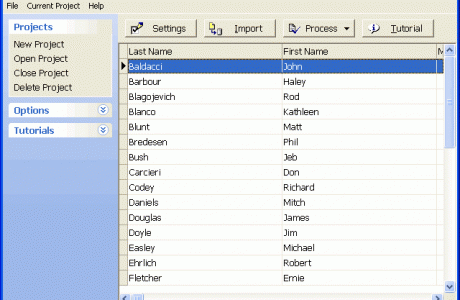 File Current Project Help
Projects
New Project
Open Project
Close Project
Delete Project
Options
Tutorials
Settings Import Process Tutorial
Last Name First Name M
Baldacci John
Barbour Haley
Blagojevich Rod
Blanco Kathleen
Blunt Matt
Bredesen Phil
Bush Jeb
Carcieri Don
Codey Richard
Daniels Mitch
Douglas James
Doyle Jim
Easley Michael
Ehrlich Robert
Fletcher Ernie